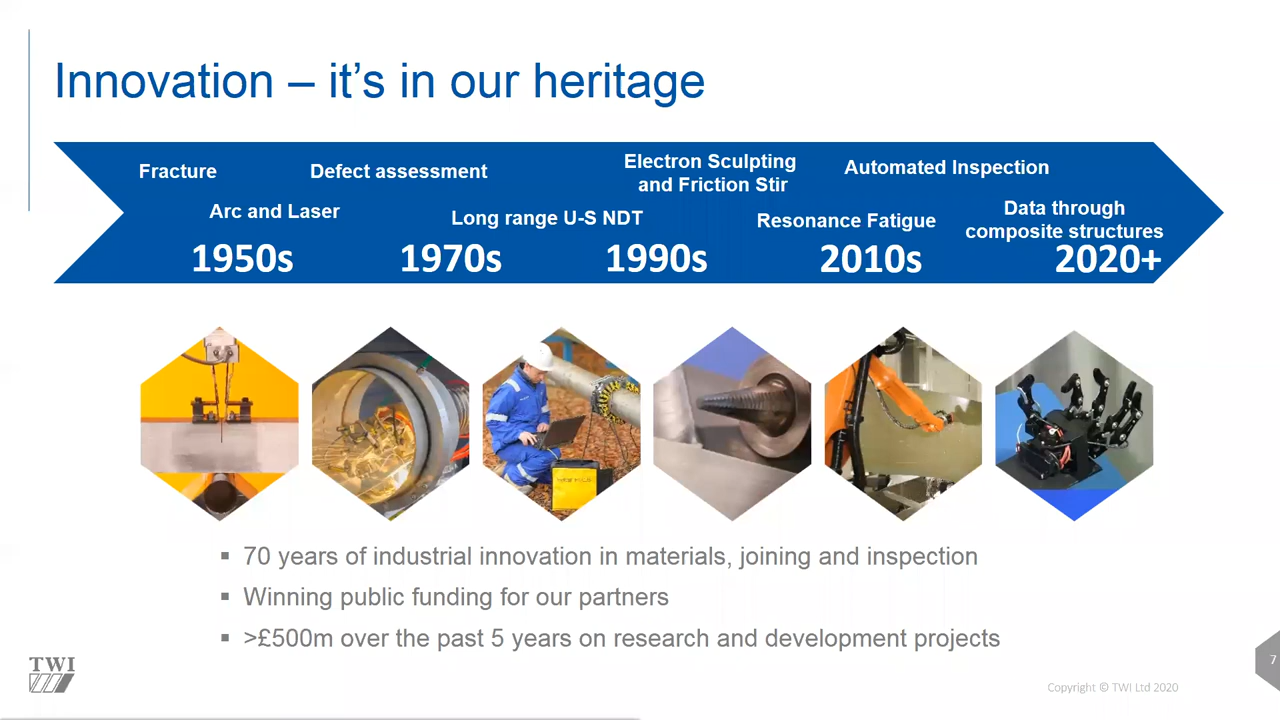 Innovation – it's in our heritage
Fracture
Defect assessment
Electron Sculpting
and Friction Stir
Automated Inspection
Arc and Laser
Long range U-S NDT
Resonance Fatigue
Data through
composite structures
1950s
1970s
1990s
2010s
2020+
▪ 70 years of industrial innovation in materials, joining and inspection
▪ Winning public funding for our partners
▪ >£500m over the past 5 years on research and development projects
TWI
Copyright © TWI Ltd 2020
7